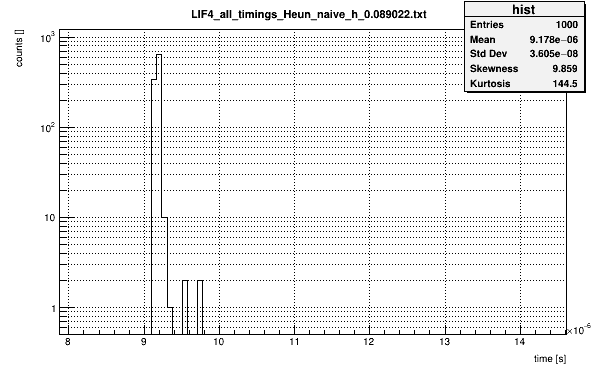 LIF4_all_timings_Heun_naive_h_0.089022.txt
hist
Entries 1000
Mean 9.178e−06
Std Dev 3.605e−08
Skewness 9.859
Kurtosis 144.5
counts []
10³
10²
10
1
8 9 10 11 12 13 14
×10⁻⁶
time [s]